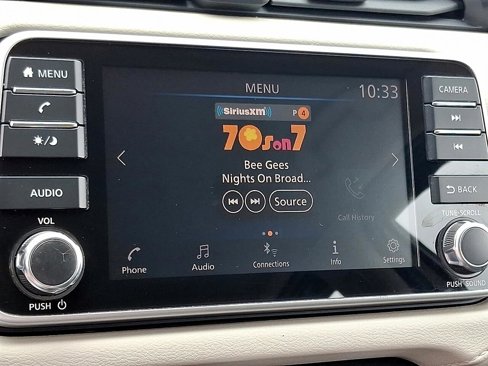 MENU
AUDIO
VOL
PUSH
MENU
10:33
SiriusXM
P 4
70s on 7
Bee Gees
Nights On Broad...
Source
Call History
Phone
Audio
Connections
Info
Settings
CAMERA
BACK
TUNE·SCROLL
PUSH SOUND